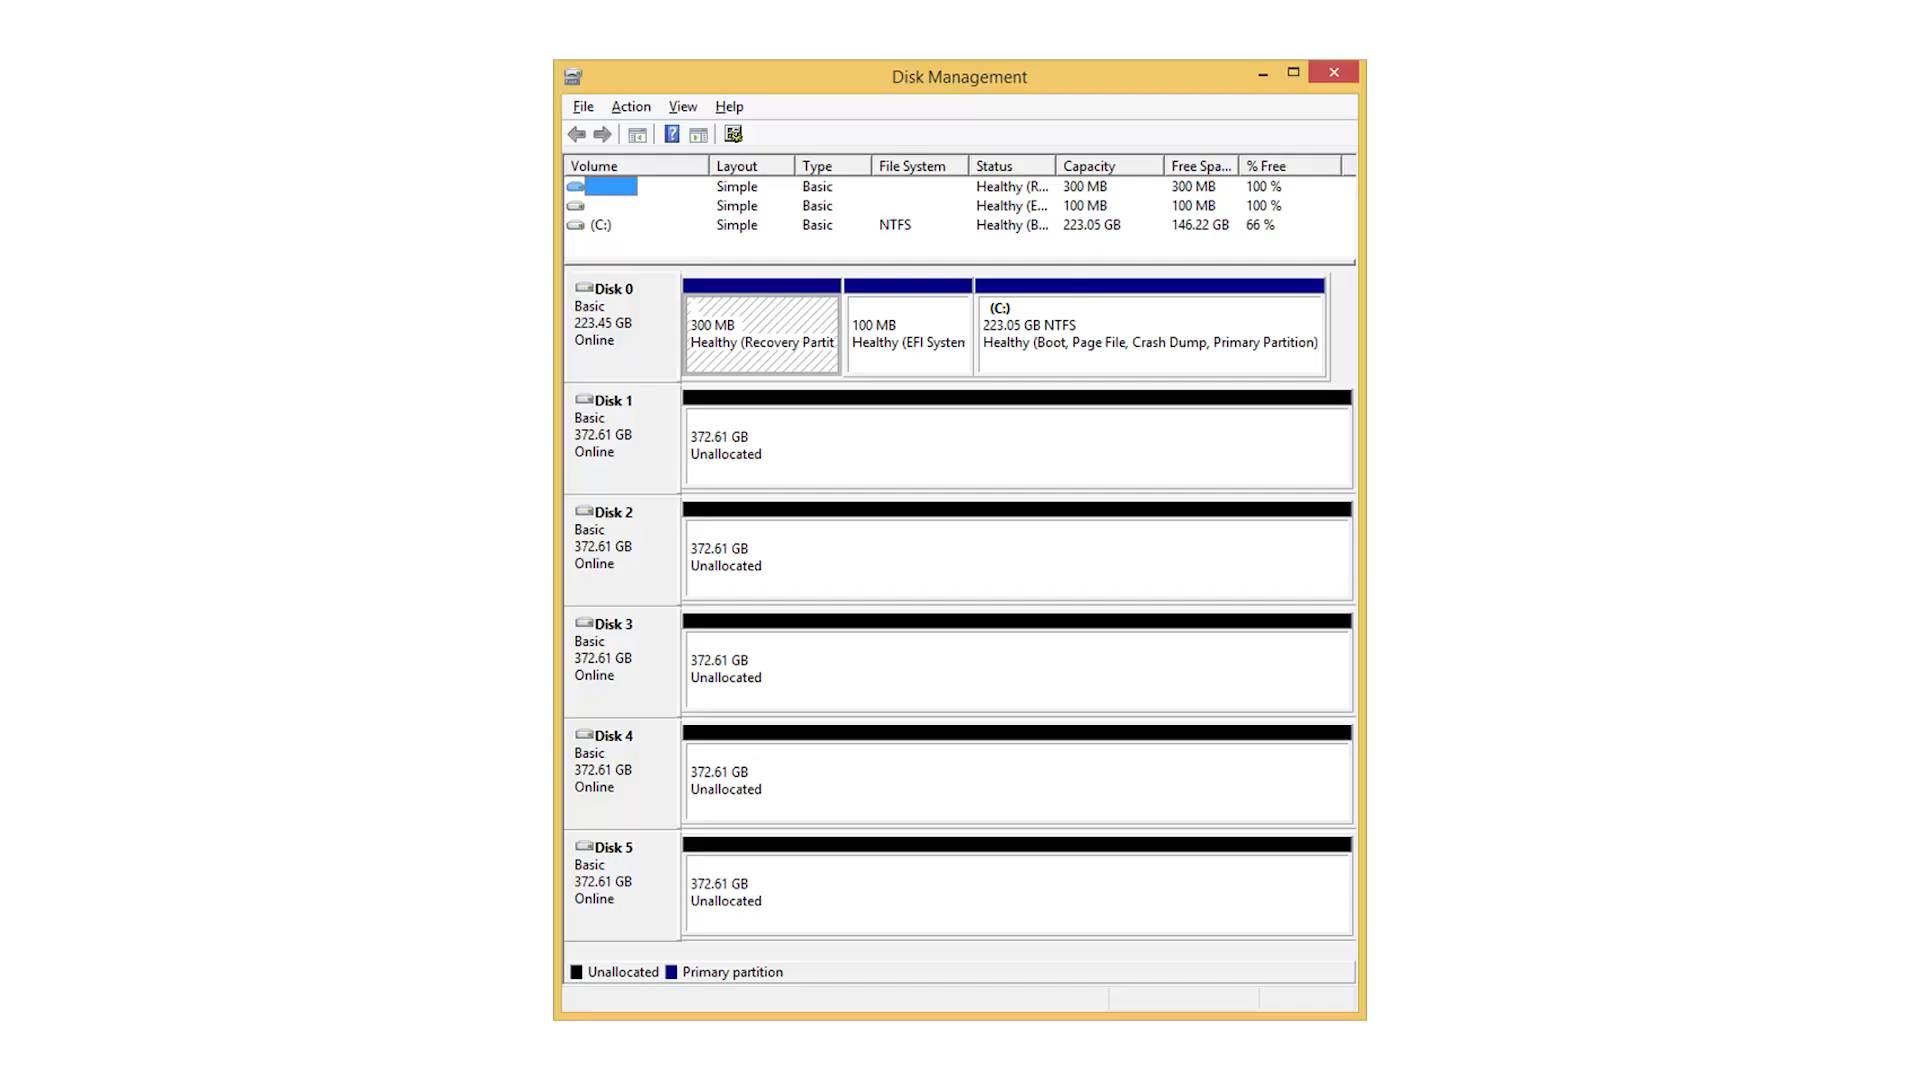 Disk Management
File Action View Help
Volume Layout Type File System Status Capacity Free Spa... % Free
Simple Basic Healthy (R... 300 MB 300 MB 100 %
Simple Basic Healthy (E... 100 MB 100 MB 100 %
(C:) Simple Basic NTFS Healthy (B... 223.05 GB 146.22 GB 66 %
Disk 0
Basic
223.45 GB
Online
300 MB
Healthy (Recovery Partit
100 MB
Healthy (EFI System
(C:)
223.05 GB NTFS
Healthy (Boot, Page File, Crash Dump, Primary Partition)
Disk 1
Basic
372.61 GB
Online
372.61 GB
Unallocated
Disk 2
Basic
372.61 GB
Online
372.61 GB
Unallocated
Disk 3
Basic
372.61 GB
Online
372.61 GB
Unallocated
Disk 4
Basic
372.61 GB
Online
372.61 GB
Unallocated
Disk 5
Basic
372.61 GB
Online
372.61 GB
Unallocated
Unallocated Primary partition